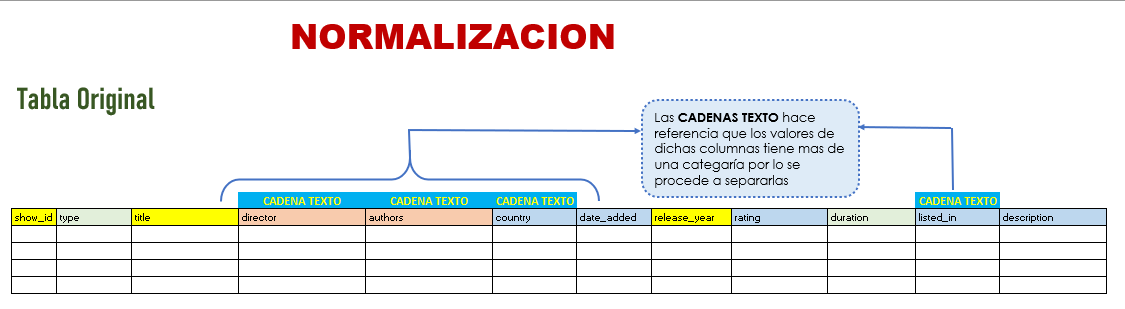 NORMALIZACION
Tabla Original
Las CADENAS TEXTO hace
referencia que los valores de
dichas columnas tiene mas de
una categaría por lo se
procede a separarlas
CADENA TEXTO CADENA TEXTO CADENA TEXTO CADENA TEXTO
show_id type title director authors country date_added release_year rating duration listed_in description